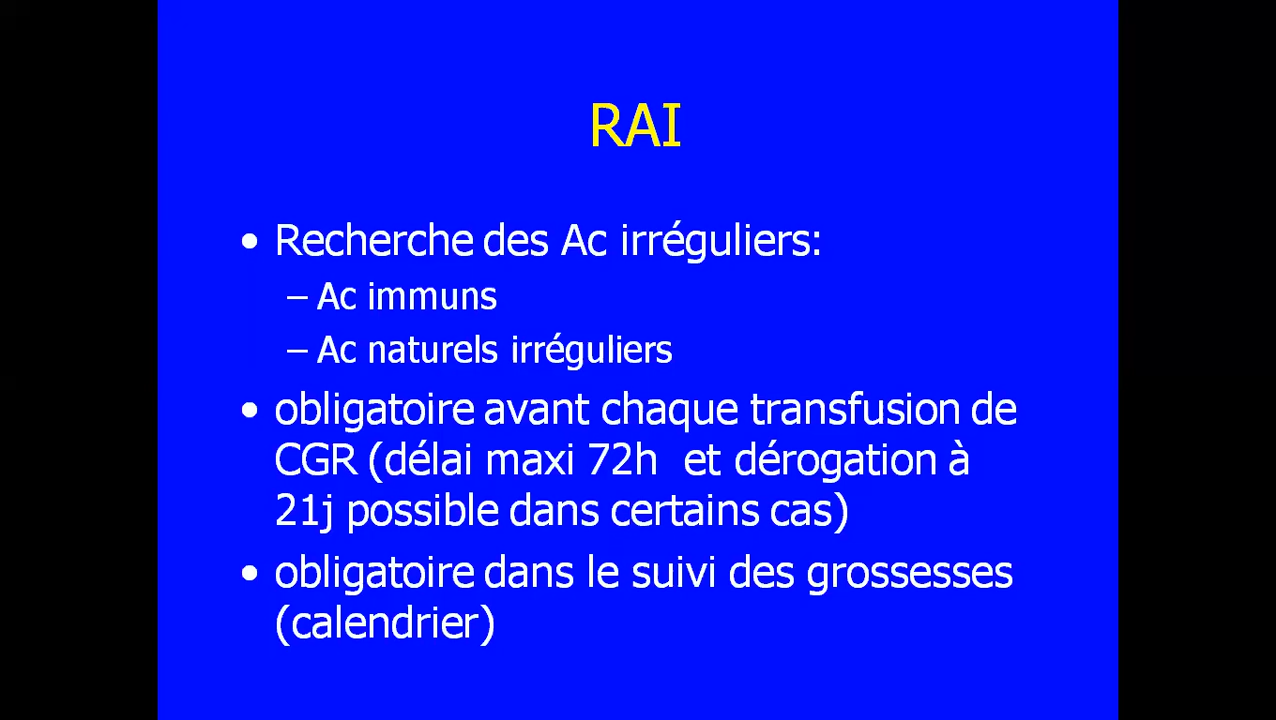 RAI
• Recherche des Ac irréguliers:
– Ac immuns
– Ac naturels irréguliers
• obligatoire avant chaque transfusion de
CGR (délai maxi 72h et dérogation à
21j possible dans certains cas)
• obligatoire dans le suivi des grossesses
(calendrier)